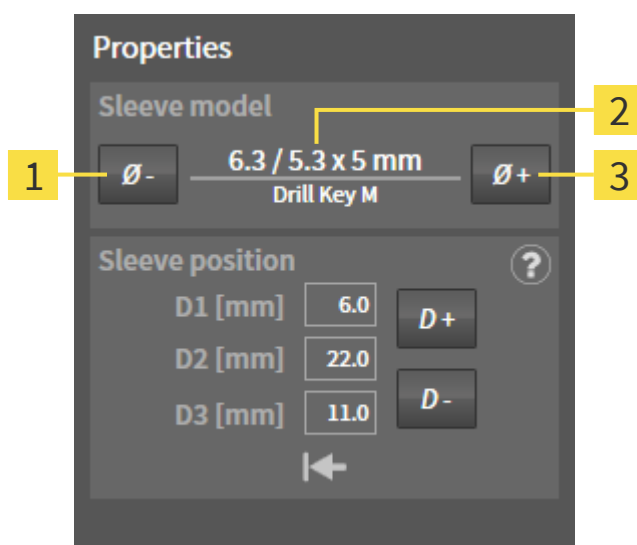 Properties
Sleeve model
2
1
Ø -
6.3 / 5.3 x 5 mm
Drill Key M
Ø +
3
Sleeve position
?
D1 [mm]
6.0
D +
D2 [mm]
22.0
D3 [mm]
11.0
D -